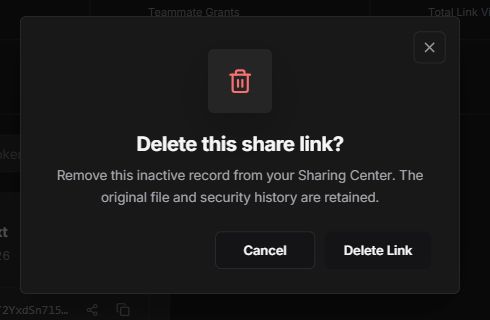 Teammate Grants
Total Link Vi
Delete this share link?
Remove this inactive record from your Sharing Center. The
original file and security history are retained.
Cancel
Delete Link